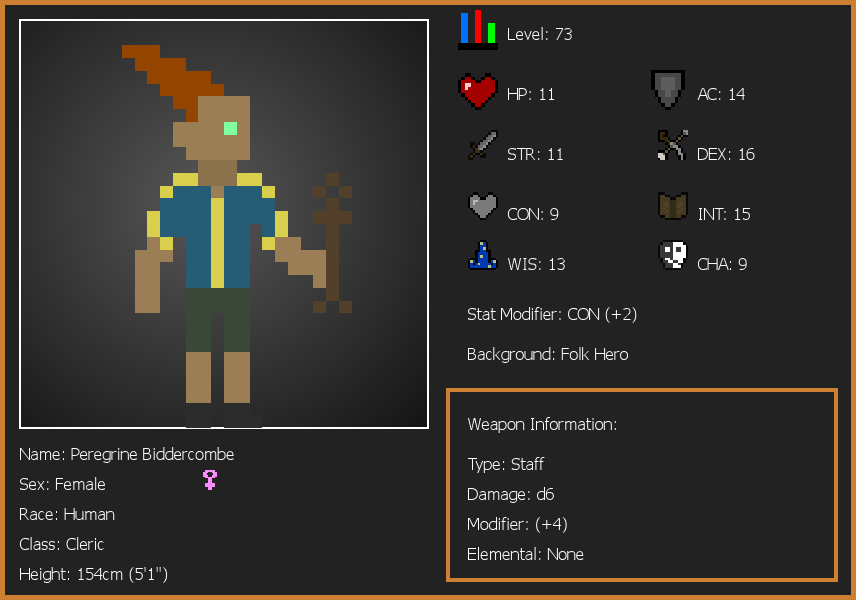 Level: 73
HP: 11
AC: 14
STR: 11
DEX: 16
CON: 9
INT: 15
WIS: 13
CHA: 9
Stat Modifier: CON (+2)
Background: Folk Hero
Weapon Information:
Type: Staff
Damage: d6
Modifier: (+4)
Elemental: None
Name: Peregrine Biddercombe
Sex: Female
Race: Human
Class: Cleric
Height: 154cm (5'1")